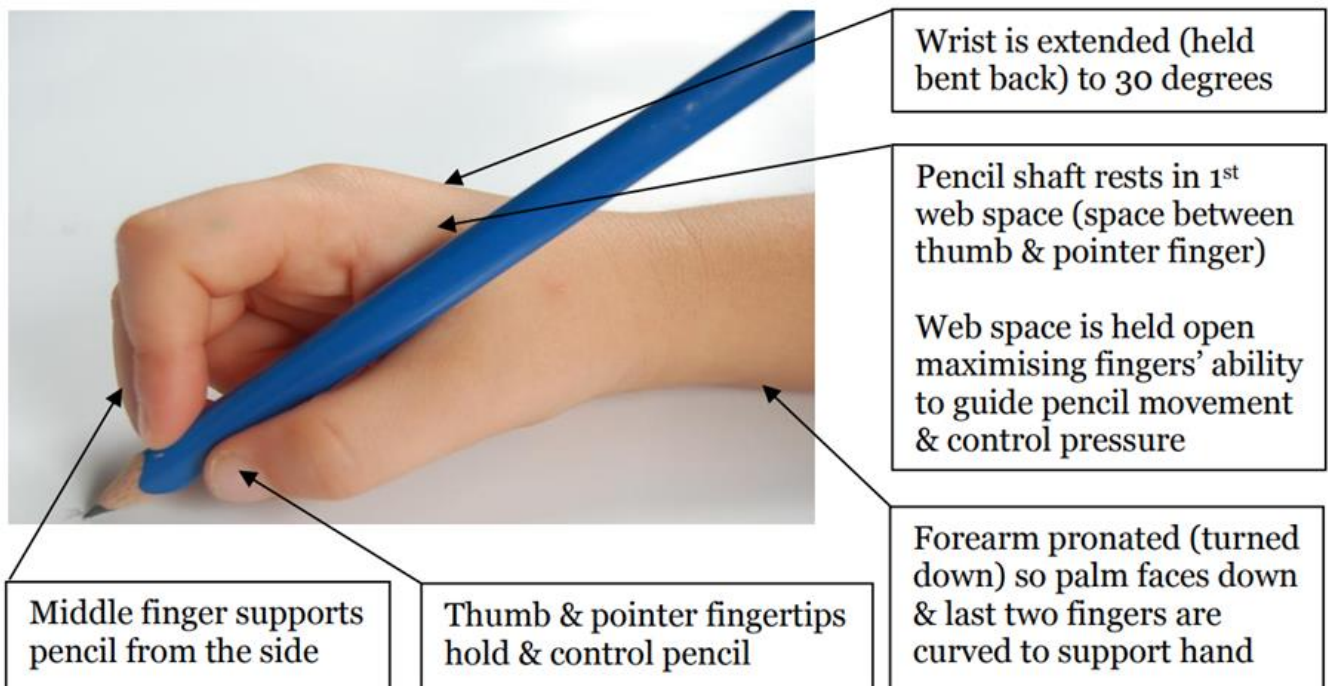 Wrist is extended (held
bent back) to 30 degrees
Pencil shaft rests in 1st
web space (space between
thumb & pointer finger)
Web space is held open
maximising fingers’ ability
to guide pencil movement
& control pressure
Forearm pronated (turned
down) so palm faces down
& last two fingers are
curved to support hand
Middle finger supports
pencil from the side
Thumb & pointer fingertips
hold & control pencil